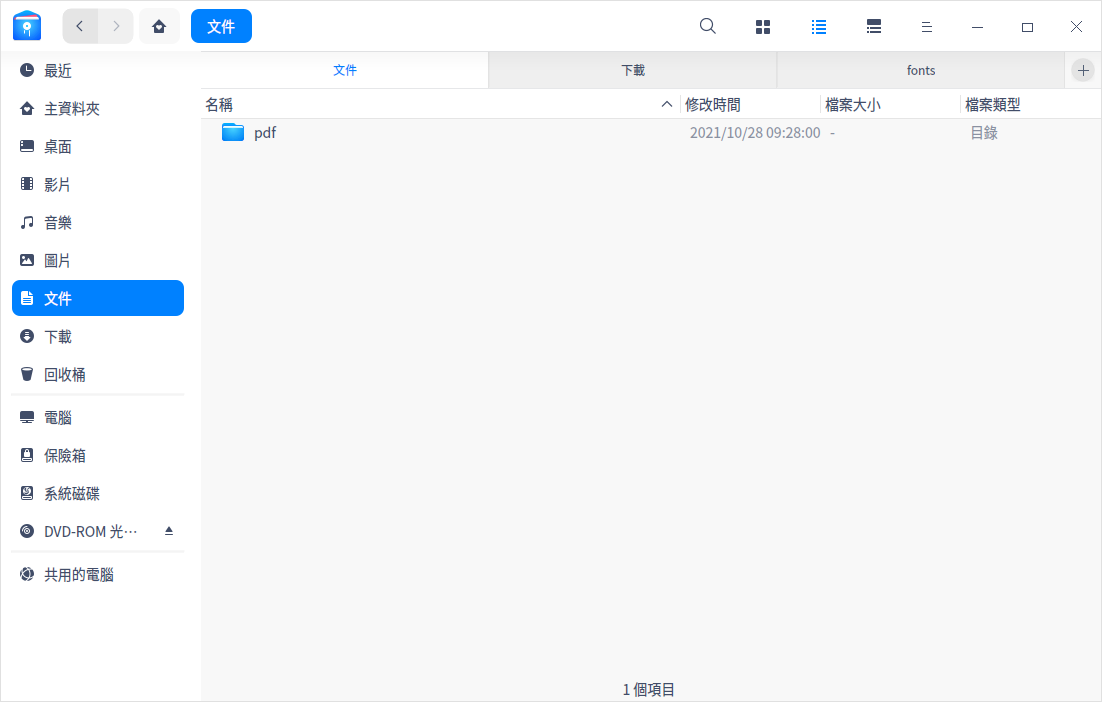 文件
最近
主資料夾
桌面
影片
音樂
圖片
文件
下載
回收桶
電腦
保險箱
系統磁碟
DVD-ROM 光···
共用的電腦
文件 下載 fonts
名稱 修改時間 檔案大小 檔案類型
pdf 2021/10/28 09:28:00 - 目錄
1 個項目